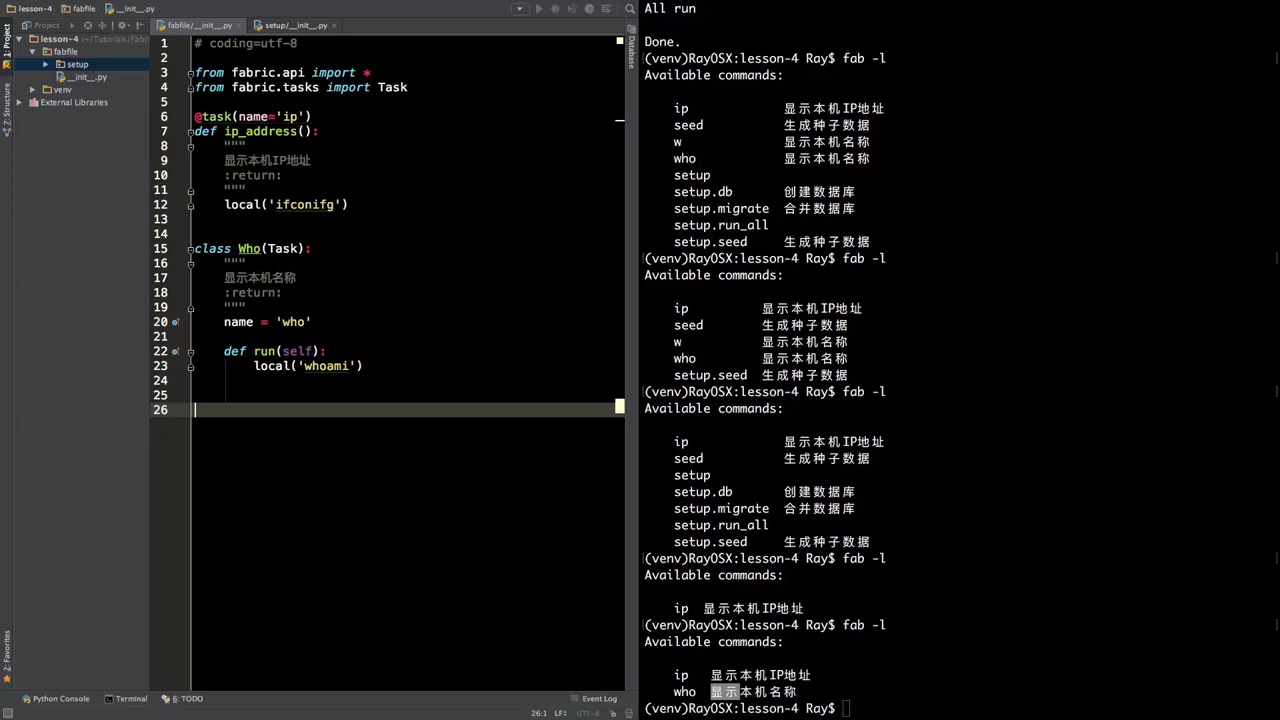 lesson-4 fabfile __init__.py
Project
fabfile/__init__.py
setup/__init__.py
1: Project
7: Structure
2: Favorites
Database
lesson-4 ~/Tutorials/Fab
fabfile
setup
__init__.py
venv
External Libraries
1 # coding=utf-8
2
3 from fabric.api import *
4 from fabric.tasks import Task
5
6 @task(name='ip')
7 def ip_address():
8 """
9 显示本机IP地址
10 :return:
11 """
12 local('ifconifg')
13
14
15 class Who(Task):
16 """
17 显示本机名称
18 :return:
19 """
20 name = 'who'
21
22 def run(self):
23 local('whoami')
24
25
26
Python Console
Terminal
6: TODO
Event Log
26:1 LF÷ UTF-8÷
All run
Done.
(venv)RayOSX:lesson-4 Ray$ fab -l
Available commands:
ip 显示本机IP地址
seed 生成种子数据
w 显示本机名称
who 显示本机名称
setup
setup.db 创建数据库
setup.migrate 合并数据库
setup.run_all
setup.seed 生成种子数据
(venv)RayOSX:lesson-4 Ray$ fab -l
Available commands:
ip 显示本机IP地址
seed 生成种子数据
w 显示本机名称
who 显示本机名称
setup.seed 生成种子数据
(venv)RayOSX:lesson-4 Ray$ fab -l
Available commands:
ip 显示本机IP地址
seed 生成种子数据
setup
setup.db 创建数据库
setup.migrate 合并数据库
setup.run_all
setup.seed 生成种子数据
(venv)RayOSX:lesson-4 Ray$ fab -l
Available commands:
ip 显示本机IP地址
(venv)RayOSX:lesson-4 Ray$ fab -l
Available commands:
ip 显示本机IP地址
who 显示本机名称
(venv)RayOSX:lesson-4 Ray$